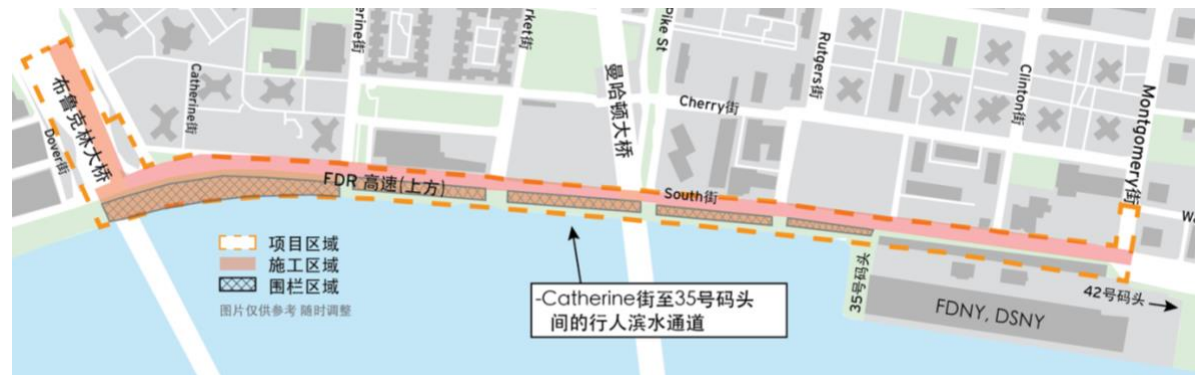 Catherine街
erine街
rket街
曼哈顿大桥
Pike St
Rutgers街
Cherry街
Clinton街
Montgomery街
布鲁克林大桥
Dover街
FDR 高速(上方)
South街
项目区域
施工区域
围栏区域
图片仅供参考 随时调整
-Catherine街至35号码头
间的行人滨水通道
35号码头
42号码头
FDNY, DSNY
Wa